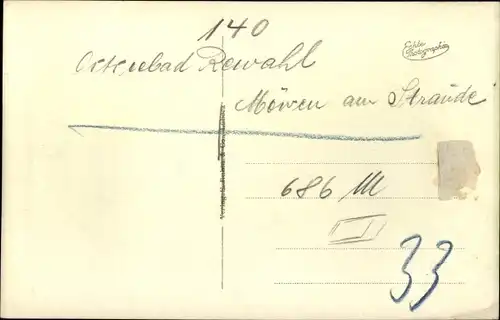 140
Echte
Photographie
Ostseebad Rewahl
Möwen am Strande
686 M
33